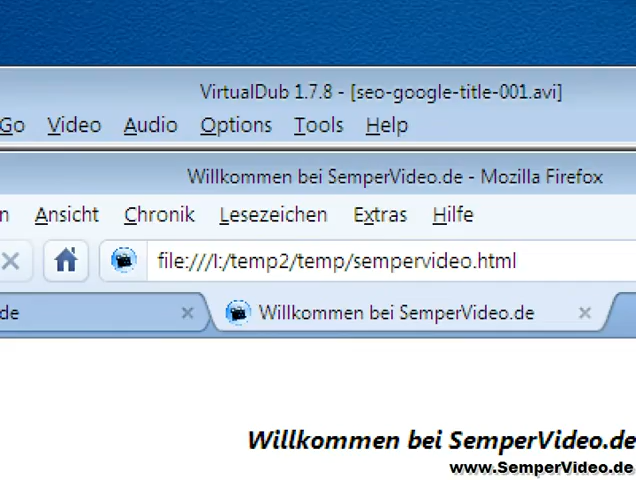 VirtualDub 1.7.8 - [seo-google-title-001.avi]
Go Video Audio Options Tools Help
Willkommen bei SemperVideo.de - Mozilla Firefox
n Ansicht Chronik Lesezeichen Extras Hilfe
file:///I:/temp2/temp/sempervideo.html
de Willkommen bei SemperVideo.de
Willkommen bei SemperVideo.de
www.SemperVideo.de